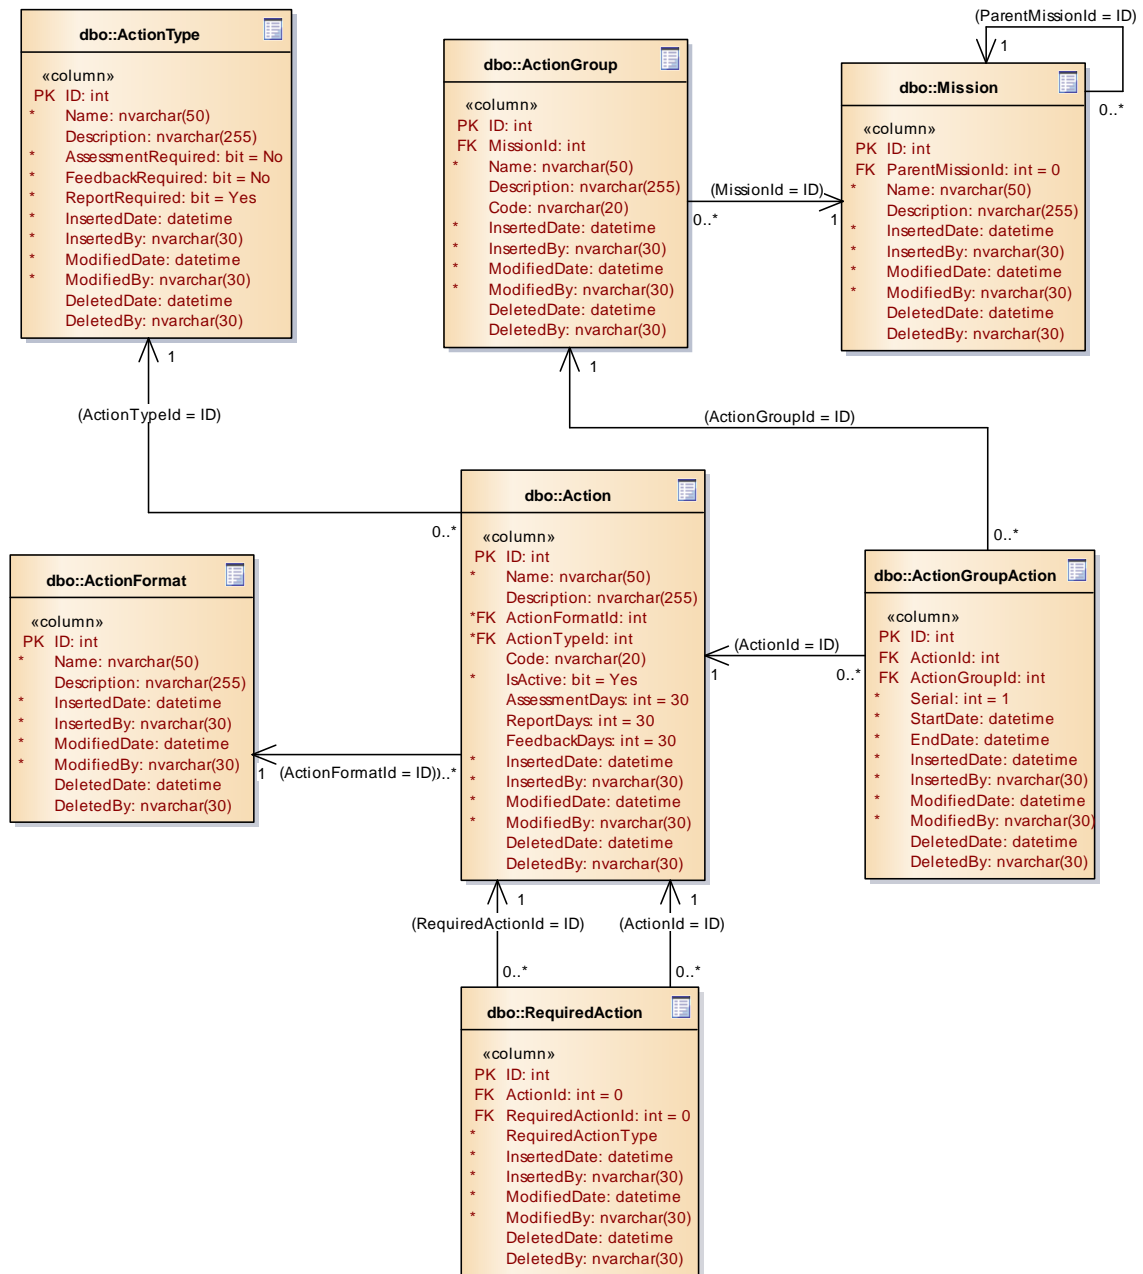 dbo::ActionType
«column»
PK ID: int
* Name: nvarchar(50)
Description: nvarchar(255)
* AssessmentRequired: bit = No
* FeedbackRequired: bit = No
* ReportRequired: bit = Yes
* InsertedDate: datetime
* InsertedBy: nvarchar(30)
* ModifiedDate: datetime
* ModifiedBy: nvarchar(30)
DeletedDate: datetime
DeletedBy: nvarchar(30)
dbo::ActionGroup
«column»
PK ID: int
FK MissionId: int
* Name: nvarchar(50)
Description: nvarchar(255)
Code: nvarchar(20)
* InsertedDate: datetime
* InsertedBy: nvarchar(30)
* ModifiedDate: datetime
* ModifiedBy: nvarchar(30)
DeletedDate: datetime
DeletedBy: nvarchar(30)
(MissionId = ID)
0..*
1
(ParentMissionId = ID)
1
0..*
dbo::Mission
«column»
PK ID: int
FK ParentMissionId: int = 0
* Name: nvarchar(50)
Description: nvarchar(255)
* InsertedDate: datetime
* InsertedBy: nvarchar(30)
* ModifiedDate: datetime
* ModifiedBy: nvarchar(30)
DeletedDate: datetime
DeletedBy: nvarchar(30)
1
(ActionTypeId = ID)
0..*
1
(ActionGroupId = ID)
0..*
dbo::ActionFormat
«column»
PK ID: int
* Name: nvarchar(50)
Description: nvarchar(255)
* InsertedDate: datetime
* InsertedBy: nvarchar(30)
* ModifiedDate: datetime
* ModifiedBy: nvarchar(30)
DeletedDate: datetime
DeletedBy: nvarchar(30)
1
(ActionFormatId = ID)
)..*
dbo::Action
«column»
PK ID: int
* Name: nvarchar(50)
Description: nvarchar(255)
*FK ActionFormatId: int
*FK ActionTypeId: int
Code: nvarchar(20)
* IsActive: bit = Yes
AssessmentDays: int = 30
ReportDays: int = 30
FeedbackDays: int = 30
* InsertedDate: datetime
* InsertedBy: nvarchar(30)
* ModifiedDate: datetime
* ModifiedBy: nvarchar(30)
DeletedDate: datetime
DeletedBy: nvarchar(30)
(ActionId = ID)
1
0..*
dbo::ActionGroupAction
«column»
PK ID: int
FK ActionId: int
FK ActionGroupId: int
* Serial: int = 1
* StartDate: datetime
* EndDate: datetime
* InsertedDate: datetime
* InsertedBy: nvarchar(30)
* ModifiedDate: datetime
* ModifiedBy: nvarchar(30)
DeletedDate: datetime
DeletedBy: nvarchar(30)
1
(RequiredActionId = ID)
0..*
1
(ActionId = ID)
0..*
dbo::RequiredAction
«column»
PK ID: int
FK ActionId: int = 0
FK RequiredActionId: int = 0
* RequiredActionType
* InsertedDate: datetime
* InsertedBy: nvarchar(30)
* ModifiedDate: datetime
* ModifiedBy: nvarchar(30)
DeletedDate: datetime
DeletedBy: nvarchar(30)